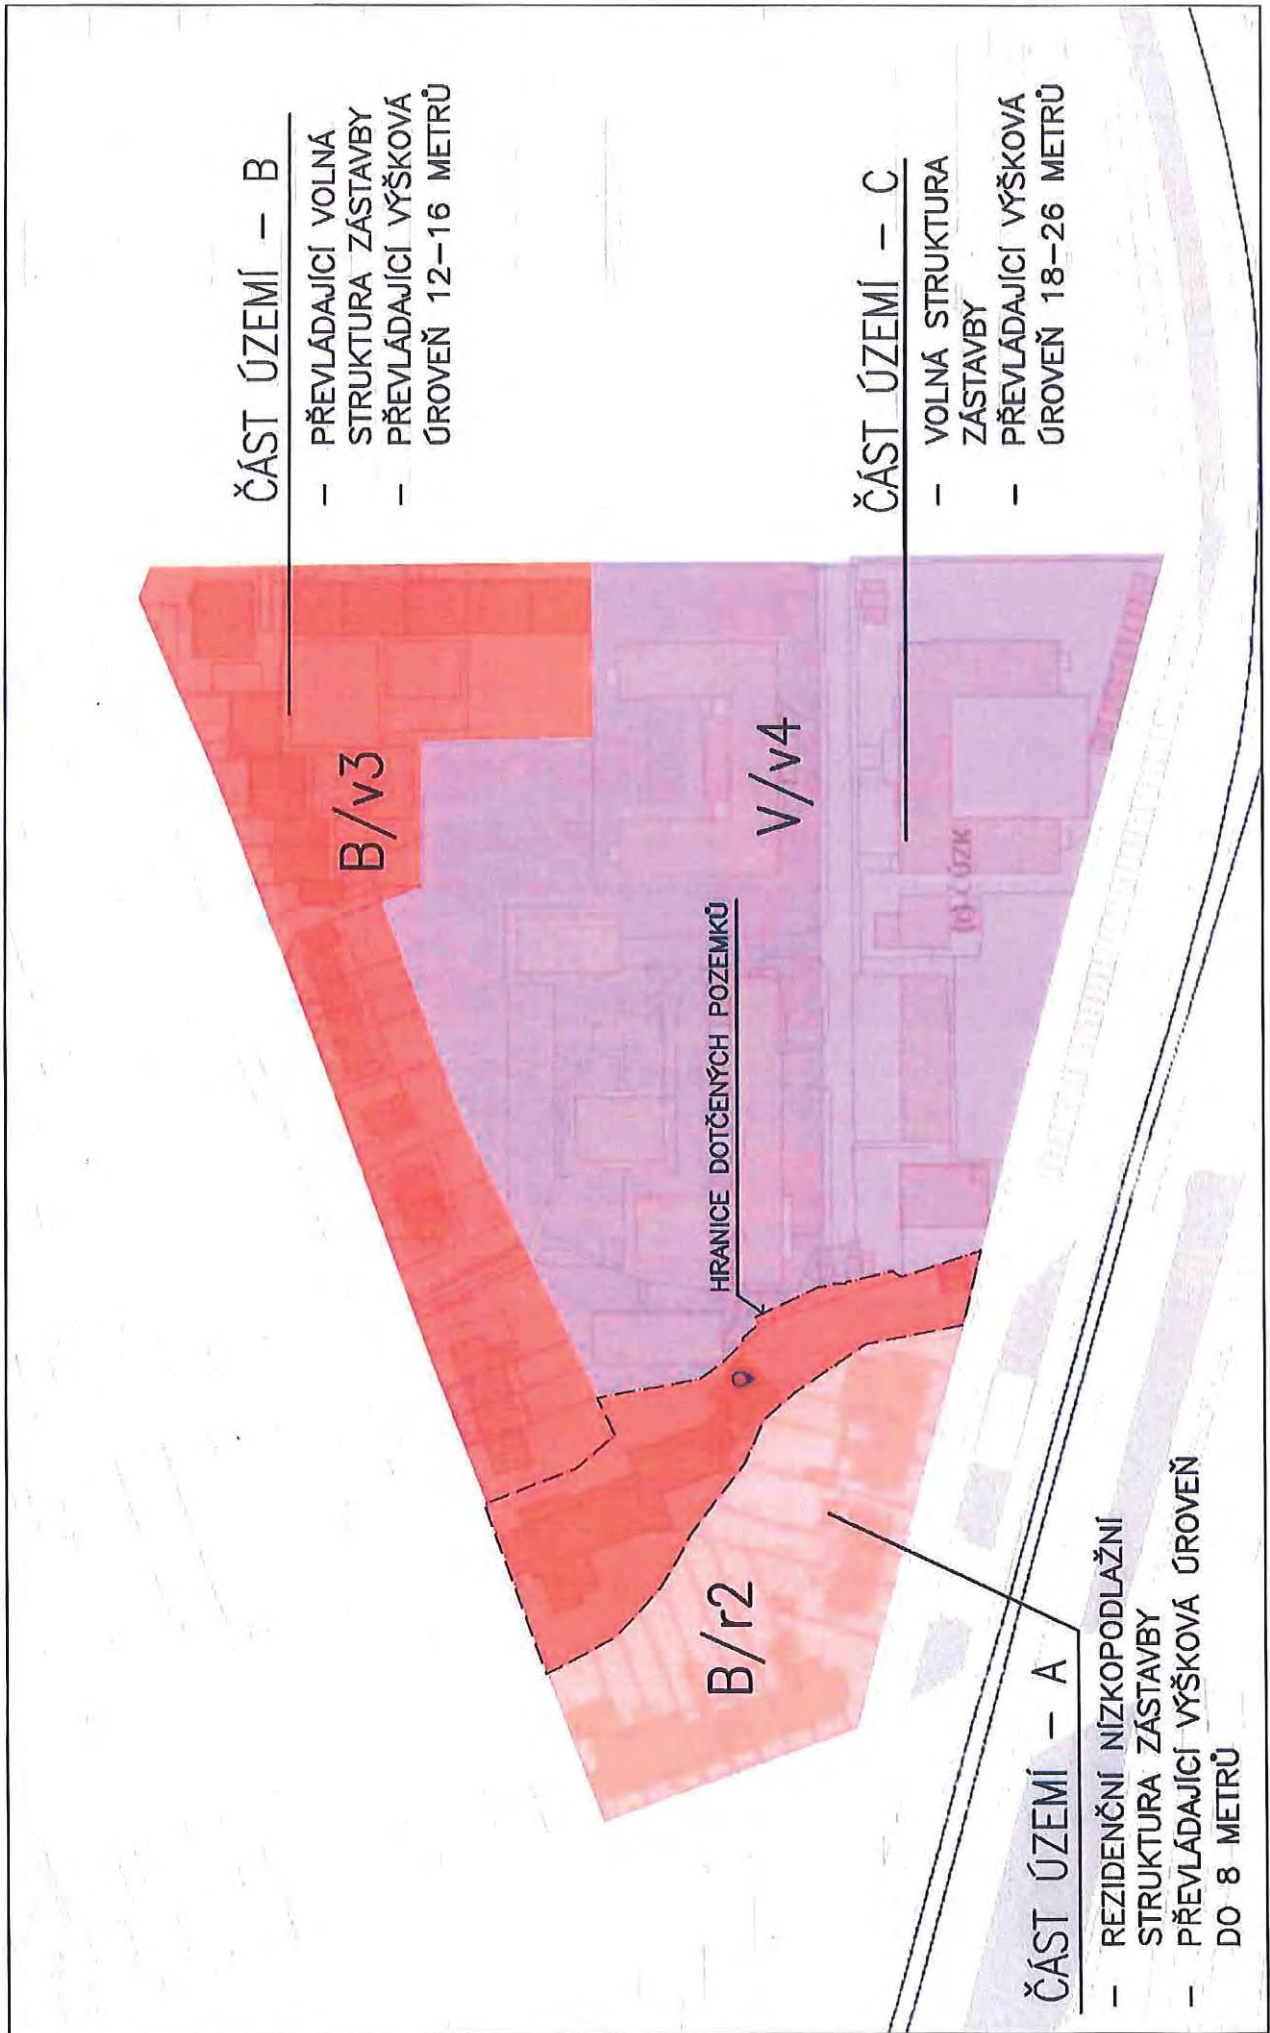 ČÁST ÚZEMÍ – B
– PŘEVLÁDAJÍCÍ VOLNÁ
STRUKTURA ZÁSTAVBY
– PŘEVLÁDAJÍCÍ VÝŠKOVÁ
ÚROVEŇ 12–16 METRŮ
B/v3
V/v4
HRANICE DOTČENÝCH POZEMKŮ
B/r2
(c) ČÚZK
ČÁST ÚZEMÍ – C
– VOLNÁ STRUKTURA
ZÁSTAVBY
– PŘEVLÁDAJÍCÍ VÝŠKOVÁ
ÚROVEŇ 18–26 METRŮ
ČÁST ÚZEMÍ – A
– REZIDENČNÍ NÍZKOPODLAŽNÍ
STRUKTURA ZÁSTAVBY
– PŘEVLÁDAJÍCÍ VÝŠKOVÁ ÚROVEŇ
DO 8 METRŮ